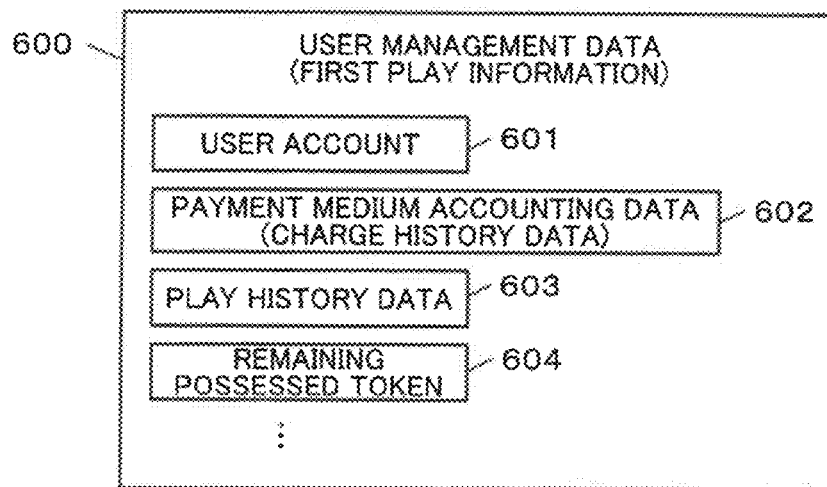 600
USER MANAGEMENT DATA
(FIRST PLAY INFORMATION)
USER ACCOUNT
601
PAYMENT MEDIUM ACCOUNTING DATA
(CHARGE HISTORY DATA)
602
PLAY HISTORY DATA
603
REMAINING
POSSESSED TOKEN
604
⋮